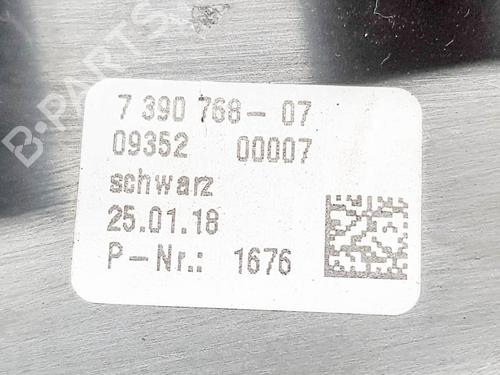 B-PARTS
7 390 768-07
09352 00007
schwarz
25.01.18
P-Nr.: 1676